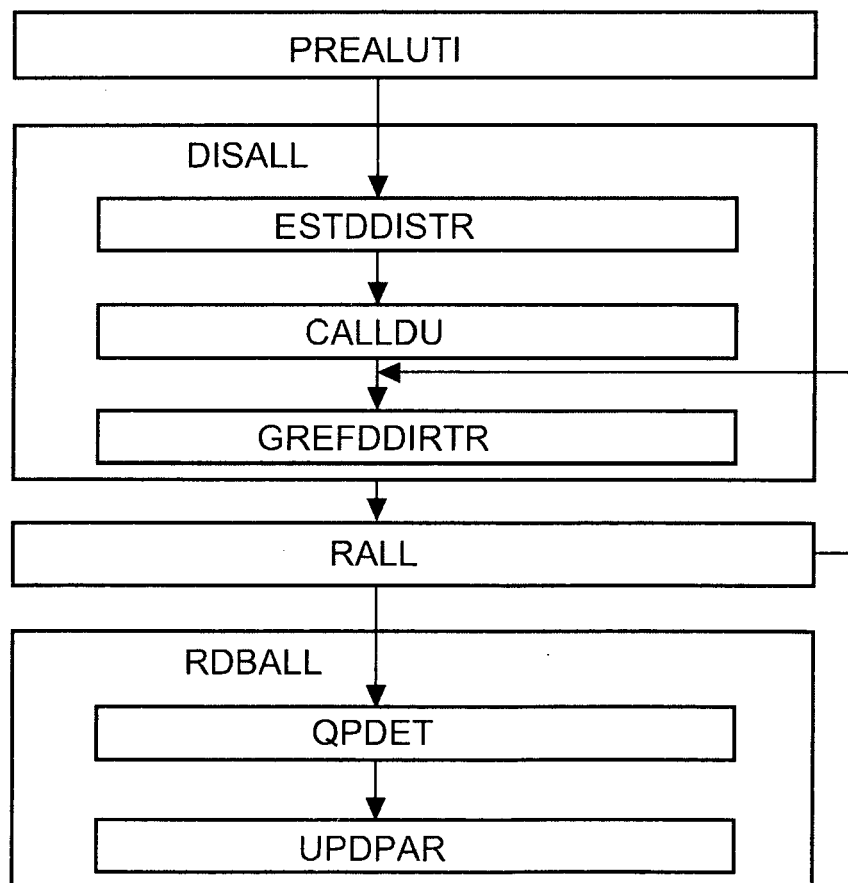 PREALUTI
DISALL
ESTDDISTR
CALLDU
GREFDDIRTR
RALL
RDBALL
QPDET
UPDPAR